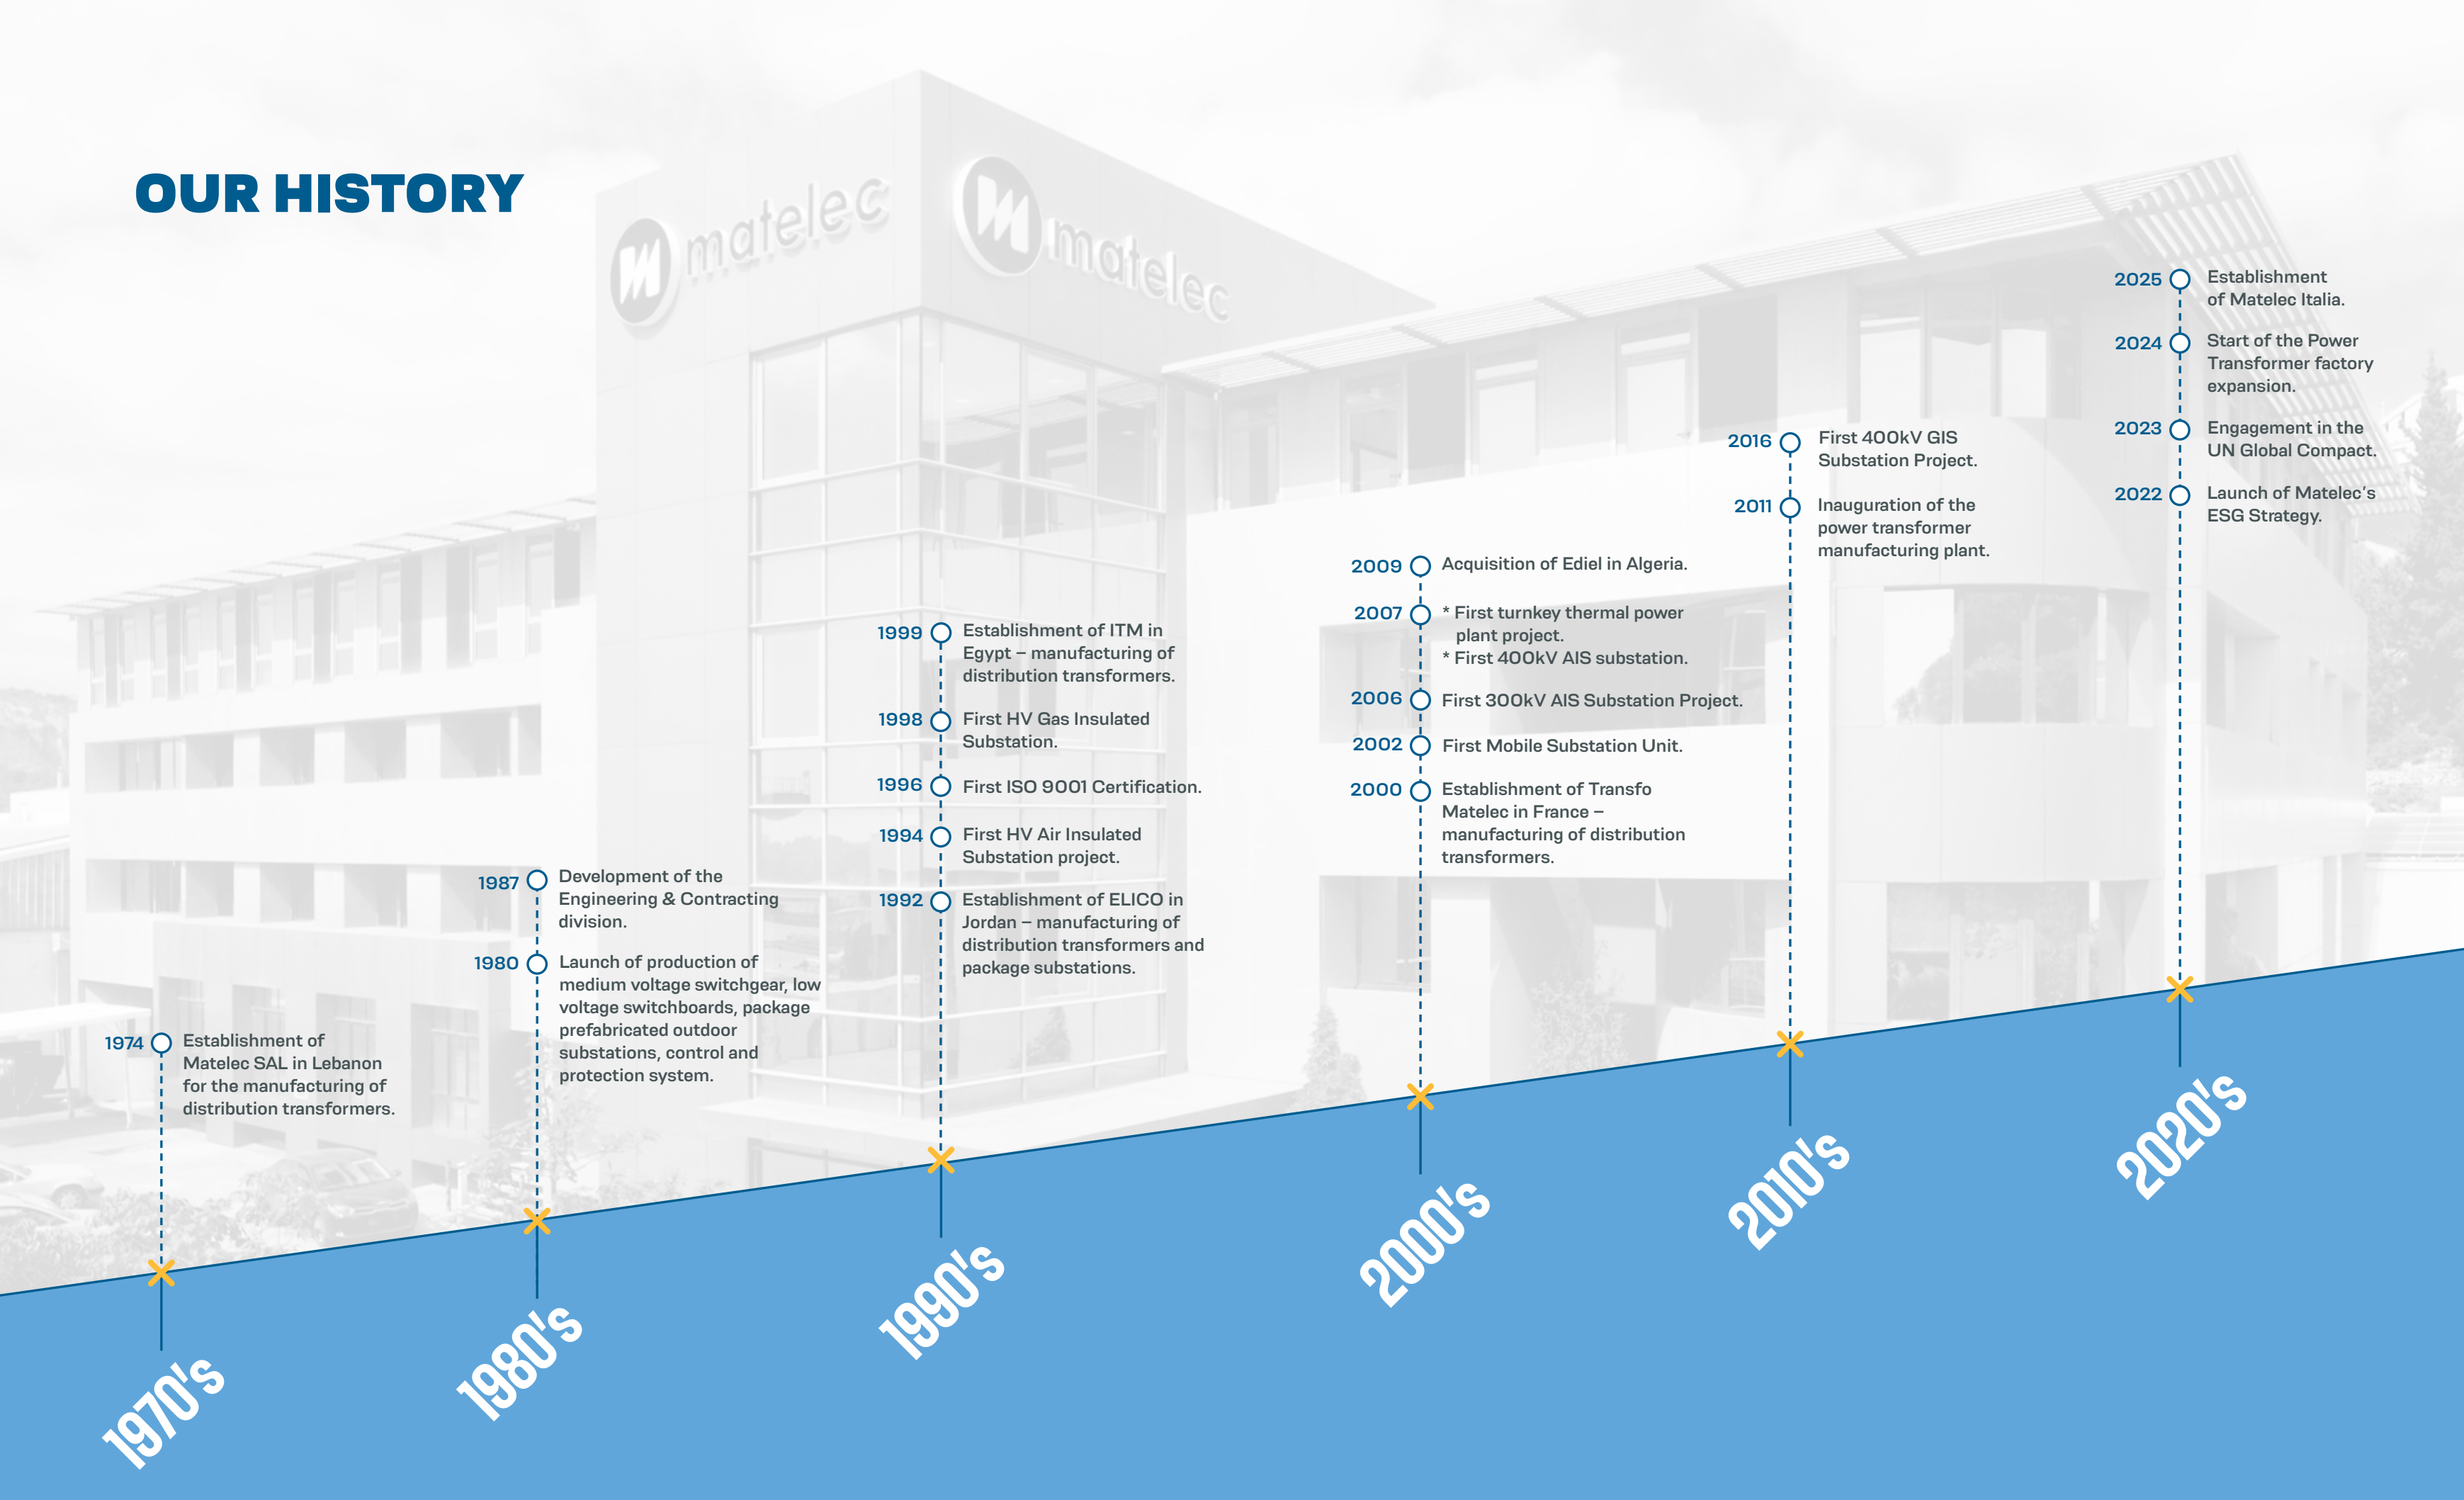 OUR HISTORY
matelec
matelec
1974
Establishment of
Matelec SAL in Lebanon
for the manufacturing of
distribution transformers.
1970's
1987
Development of the
Engineering & Contracting
division.
1980
Launch of production of
medium voltage switchgear, low
voltage switchboards, package
prefabricated outdoor
substations, control and
protection system.
1980's
1999
Establishment of ITM in
Egypt – manufacturing of
distribution transformers.
1998
First HV Gas Insulated
Substation.
1996
First ISO 9001 Certification.
1994
First HV Air Insulated
Substation project.
1992
Establishment of ELICO in
Jordan – manufacturing of
distribution transformers and
package substations.
1990's
2009
Acquisition of Ediel in Algeria.
2007
* First turnkey thermal power
plant project.
* First 400kV AIS substation.
2006
First 300kV AIS Substation Project.
2002
First Mobile Substation Unit.
2000
Establishment of Transfo
Matelec in France –
manufacturing of distribution
transformers.
2000's
2016
First 400kV GIS
Substation Project.
2011
Inauguration of the
power transformer
manufacturing plant.
2010's
2025
Establishment
of Matelec Italia.
2024
Start of the Power
Transformer factory
expansion.
2023
Engagement in the
UN Global Compact.
2022
Launch of Matelec's
ESG Strategy.
2020's